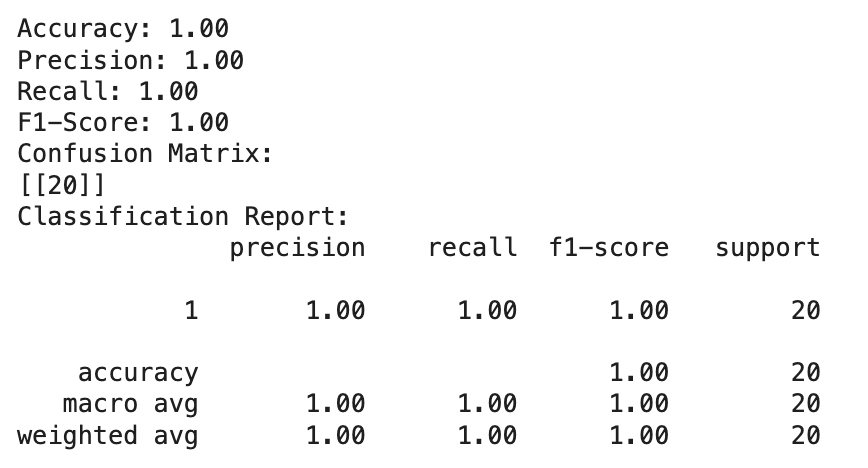 Accuracy: 1.00
Precision: 1.00
Recall: 1.00
F1-Score: 1.00
Confusion Matrix:
[[20]]
Classification Report:
              precision    recall  f1-score   support

           1       1.00      1.00      1.00        20

    accuracy                           1.00        20
   macro avg       1.00      1.00      1.00        20
weighted avg       1.00      1.00      1.00        20